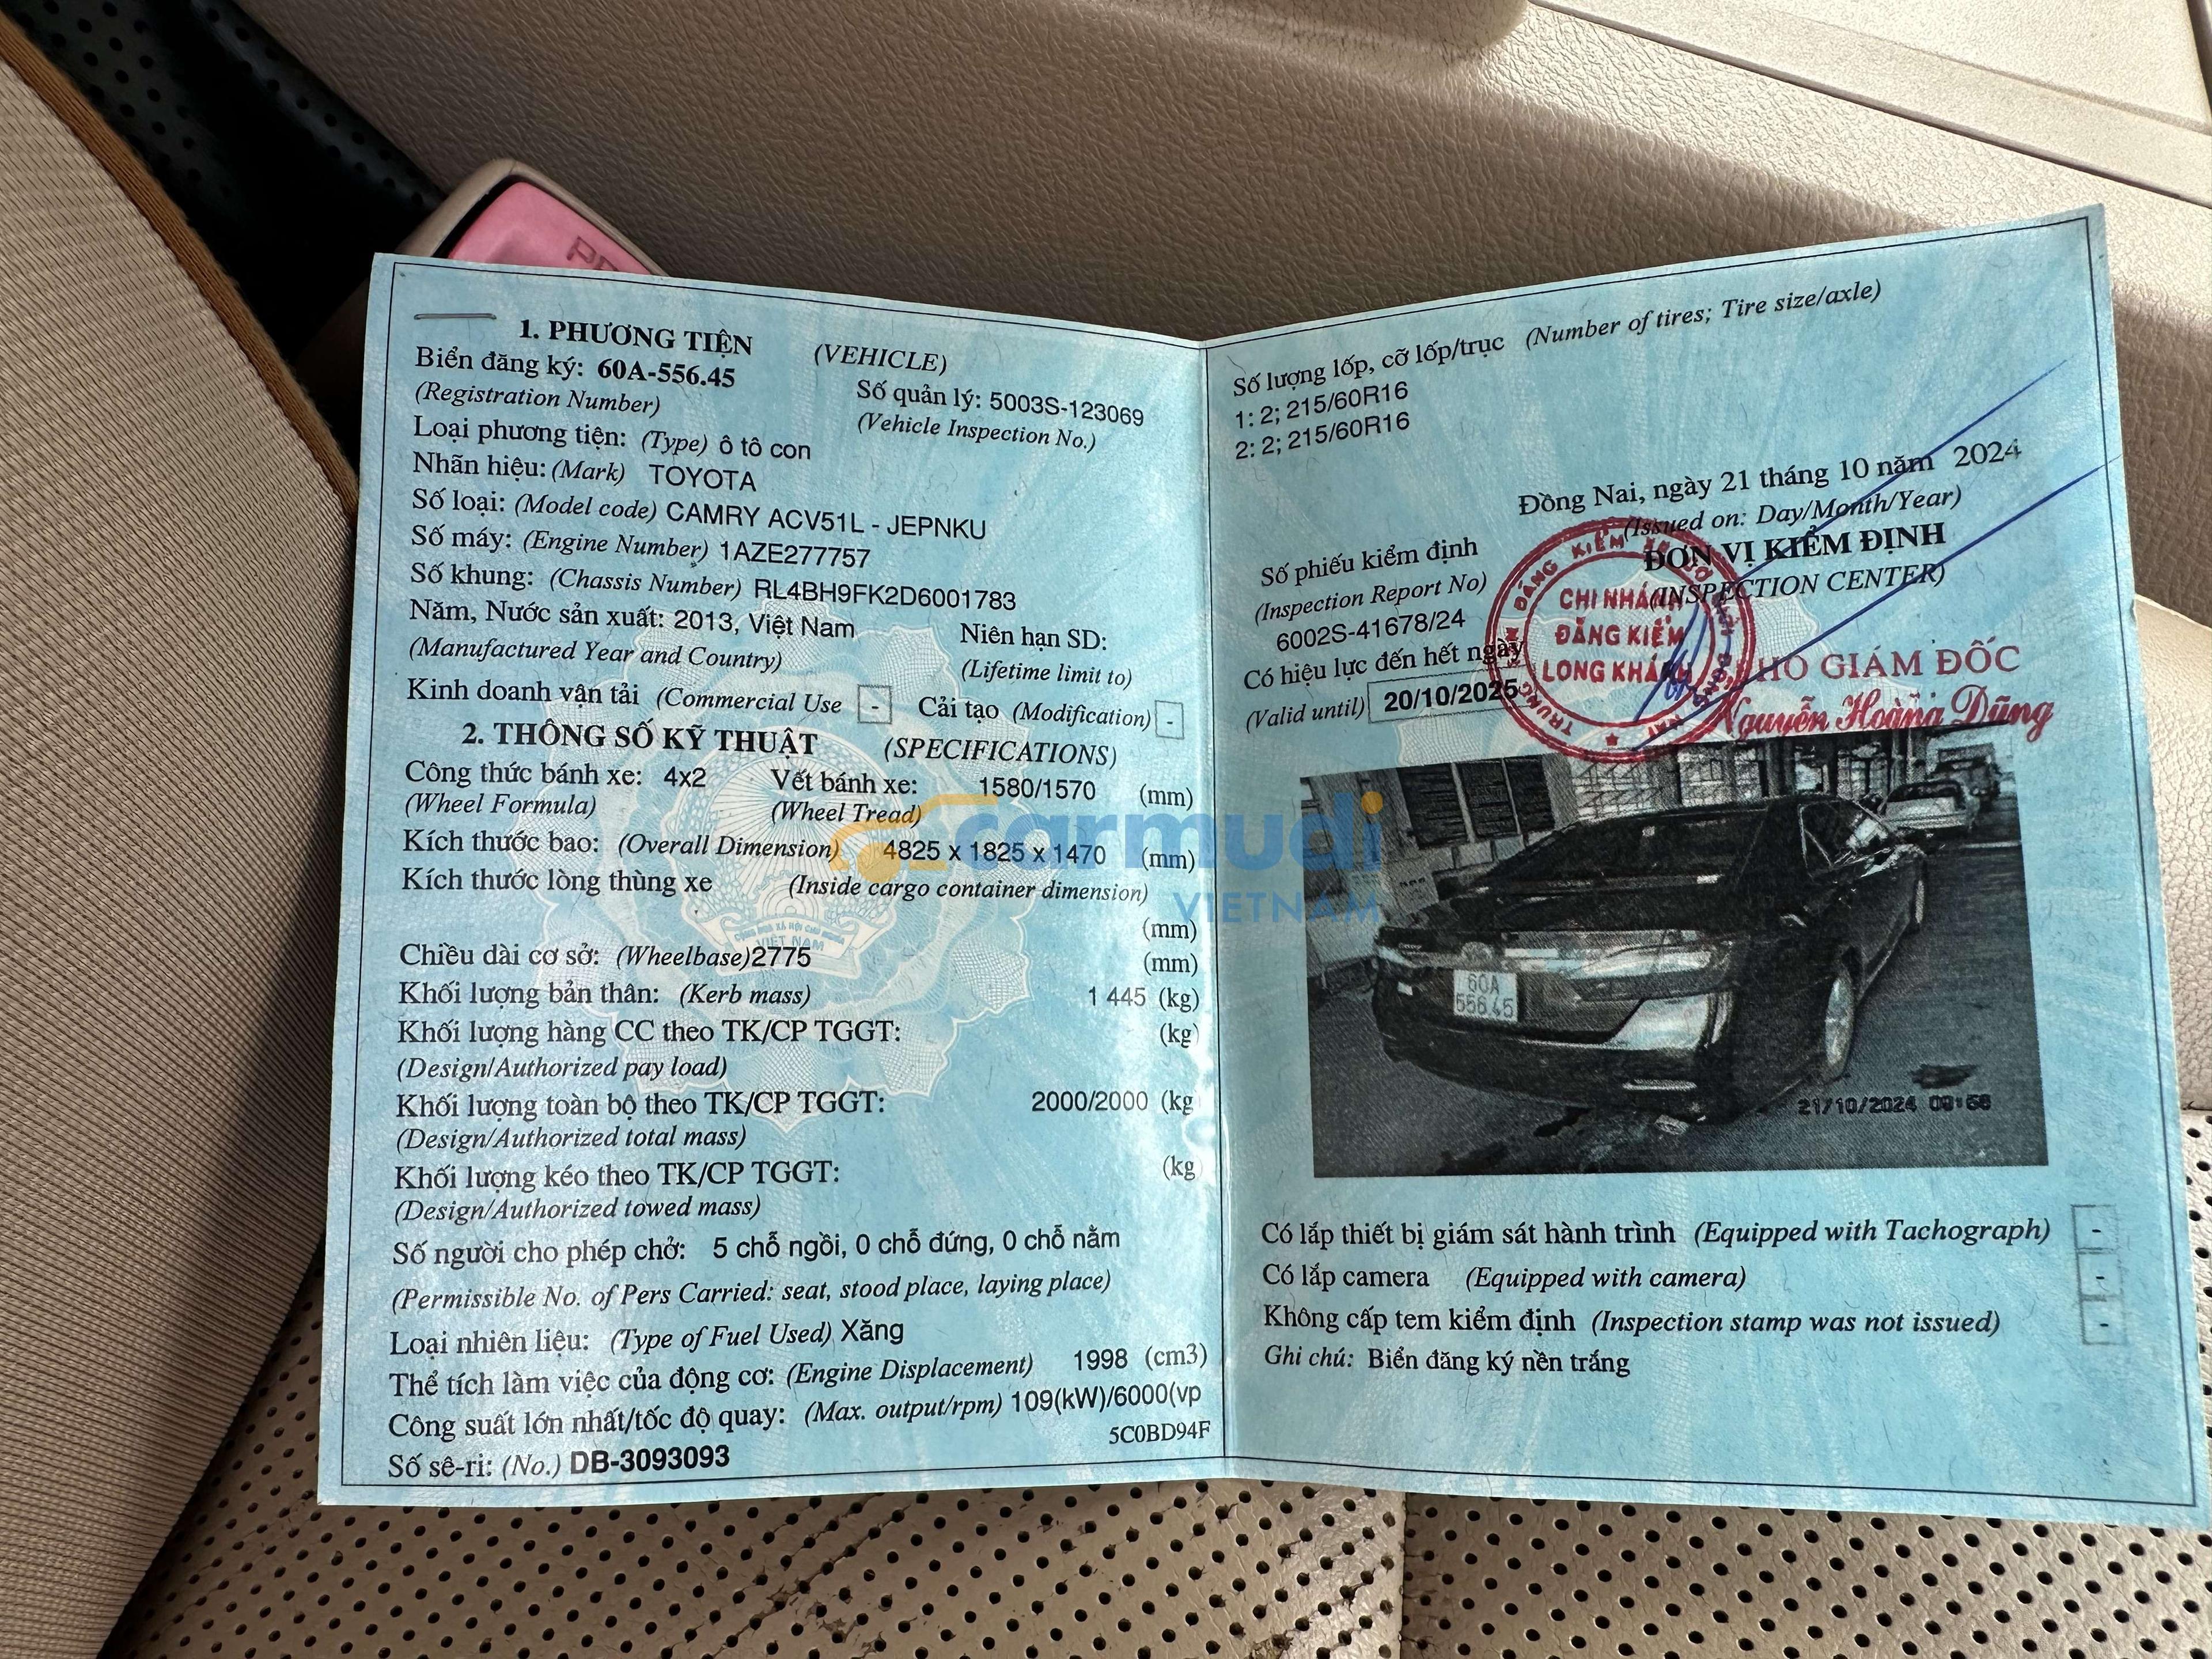 1. PHƯƠNG TIỆN (VEHICLE)
Biển đăng ký: 60A-556.45
(Registration Number)
Số quản lý: 5003S-123069
(Vehicle Inspection No.)
Loại phương tiện: (Type) ô tô con
Nhãn hiệu: (Mark) TOYOTA
Số loại: (Model code) CAMRY ACV51L - JEPNKU
Số máy: (Engine Number) 1AZE277757
Số khung: (Chassis Number) RL4BH9FK2D6001783
Năm, Nước sản xuất: 2013, Việt Nam
(Manufactured Year and Country)
Niên hạn SD:
(Lifetime limit to)
Kinh doanh vận tải (Commercial Use - Cải tạo (Modification) -
2. THÔNG SỐ KỸ THUẬT (SPECIFICATIONS)
Công thức bánh xe: 4x2 Vết bánh xe: 1580/1570 (mm)
(Wheel Formula) (Wheel Tread)
Kích thước bao: (Overall Dimension) 4825 x 1825 x 1470 (mm)
Kích thước lòng thùng xe (Inside cargo container dimension)
(mm)
Chiều dài cơ sở: (Wheelbase) 2775 (mm)
Khối lượng bản thân: (Kerb mass) 1 445 (kg)
Khối lượng hàng CC theo TK/CP TGGT: (kg)
(Design/Authorized pay load)
Khối lượng toàn bộ theo TK/CP TGGT: 2000/2000 (kg
(Design/Authorized total mass)
Khối lượng kéo theo TK/CP TGGT: (kg
(Design/Authorized towed mass)
Số người cho phép chở: 5 chỗ ngồi, 0 chỗ đứng, 0 chỗ nằm
(Permissible No. of Pers Carried: seat, stood place, laying place)
Loại nhiên liệu: (Type of Fuel Used) Xăng
Thể tích làm việc của động cơ: (Engine Displacement) 1998 (cm3)
Công suất lớn nhất/tốc độ quay: (Max. output/rpm) 109(kW)/6000(vp
5C0BD94F
Số sê-ri: (No.) DB-3093093
Số lượng lốp, cỡ lốp/trục (Number of tires; Tire size/axle)
1: 2; 215/60R16
2: 2; 215/60R16
Đồng Nai, ngày 21 tháng 10 năm 2024
(Issued on: Day/Month/Year)
ĐƠN VỊ KIỂM ĐỊNH
(INSPECTION CENTER)
Số phiếu kiểm định
(Inspection Report No)
6002S-41678/24
Có hiệu lực đến hết ngày
(Valid until) 20/10/2025
CHI NHÁNH
ĐĂNG KIỂM
LONG KHÁNH
PHÓ GIÁM ĐỐC
Nguyễn Hoàng Dũng
60A
556 45
21/10/2024
Có lắp thiết bị giám sát hành trình (Equipped with Tachograph) -
Có lắp camera (Equipped with camera) -
Không cấp tem kiểm định (Inspection stamp was not issued) -
Ghi chú: Biển đăng ký nền trắng
carmudi
VIETNAM
VIỆT NAM